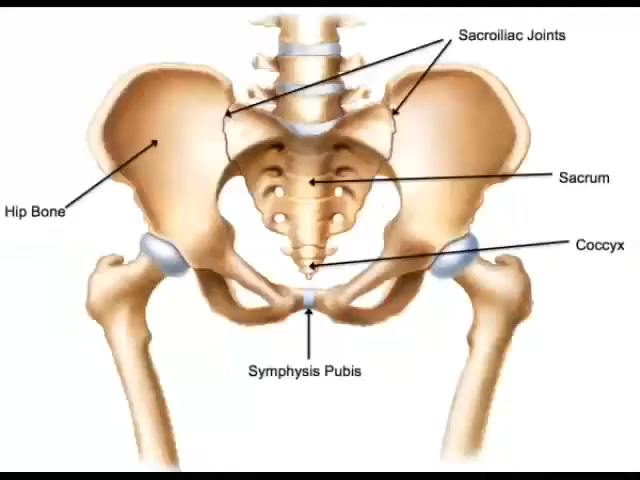 Sacroiliac Joints
Sacrum
Hip Bone
Coccyx
Symphysis Pubis